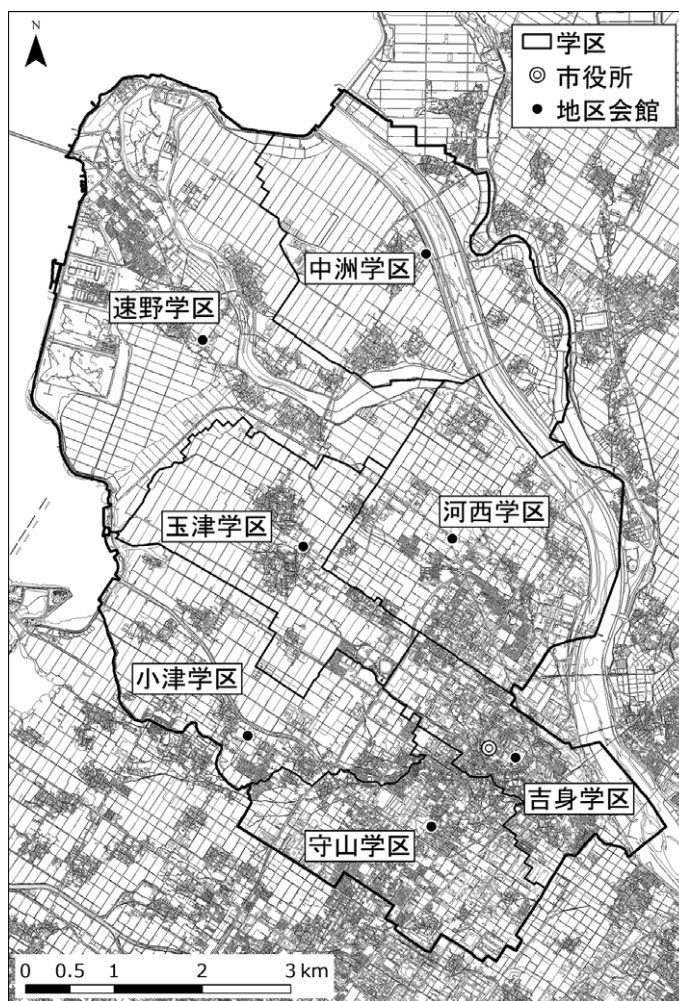 N
学区
市役所
地区会館
中洲学区
速野学区
玉津学区
河西学区
小津学区
吉身学区
守山学区
0 0.5 1 2 3 km